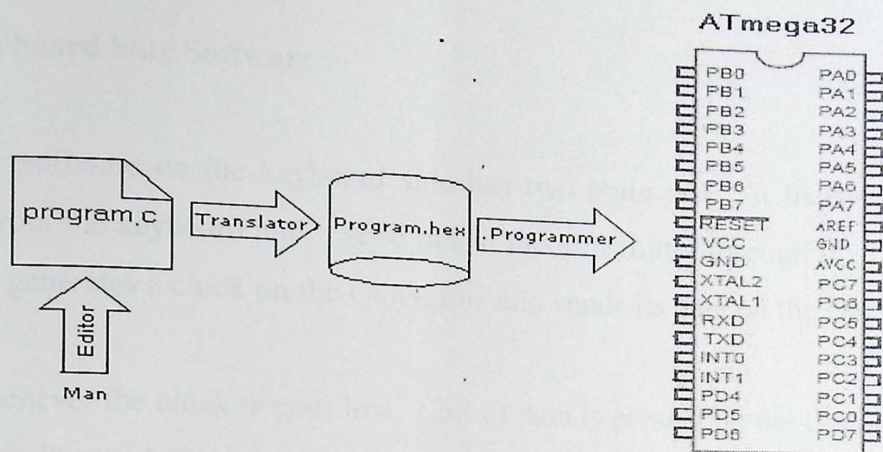 ATmega32
PB0 PA0
PB1 PA1
PB2 PA2
PB3 PA3
PB4 PA4
PB5 PA5
PB6 PA6
PB7 PA7
RESET AREF
VCC GND
GND AVCC
XTAL2 PC7
XTAL1 PC6
RXD PC5
TXD PC4
INT0 PC3
INT1 PC2
PD4 PC1
PD5 PC0
PD6 PD7
program.c
Translator
Program.hex
.Programmer
Editor
Man